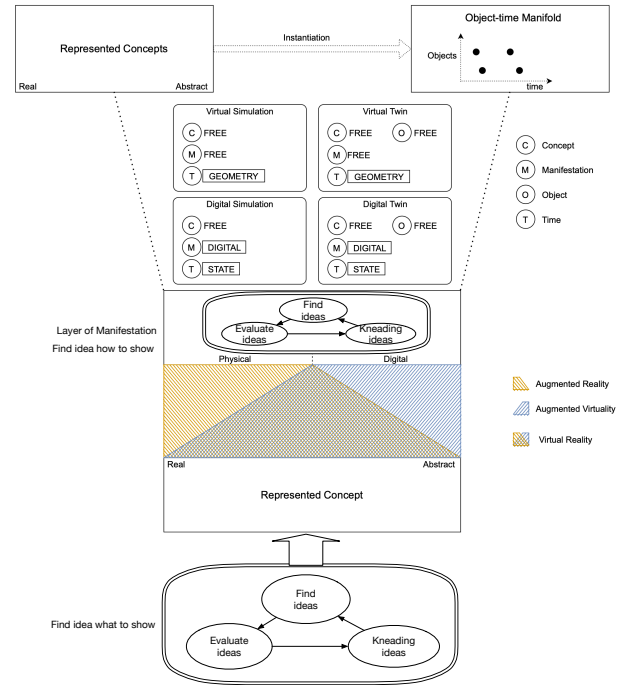 Represented Concepts
Real
Abstract
Instantiation
Object-time Manifold
Objects
time
Virtual Simulation
C FREE
M FREE
T GEOMETRY
Virtual Twin
C FREE O FREE
M FREE
T GEOMETRY
Digital Simulation
C FREE
M DIGITAL
T STATE
Digital Twin
C FREE O FREE
M DIGITAL
T STATE
C Concept
M Manifestation
O Object
T Time
Layer of Manifestation
Find idea how to show
Find
ideas
Evaluate
ideas
Kneading
ideas
Physical
Digital
Augmented Reality
Augmented Virtuality
Virtual Reality
Real
Abstract
Represented Concept
Find idea what to show
Find
ideas
Evaluate
ideas
Kneading
ideas